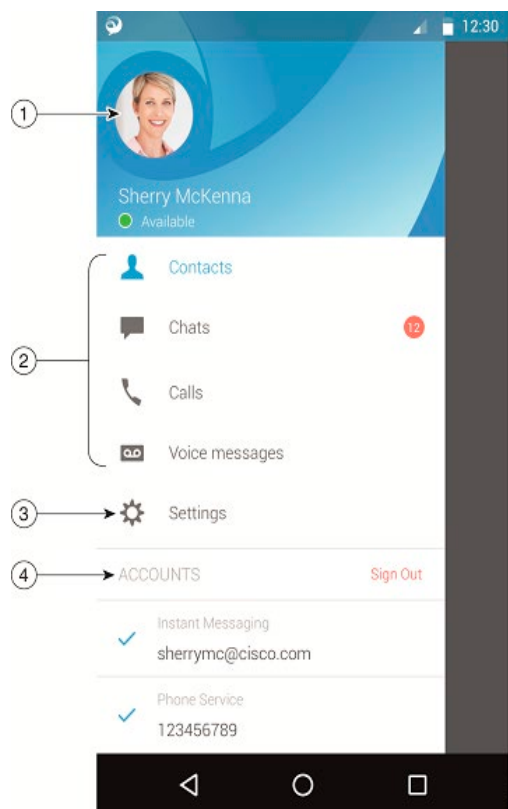 12:30
1
Sherry McKenna
Available
2
Contacts
Chats
12
Calls
Voice messages
3
Settings
4
ACCOUNTS
Sign Out
Instant Messaging
sherrymc@cisco.com
Phone Service
123456789